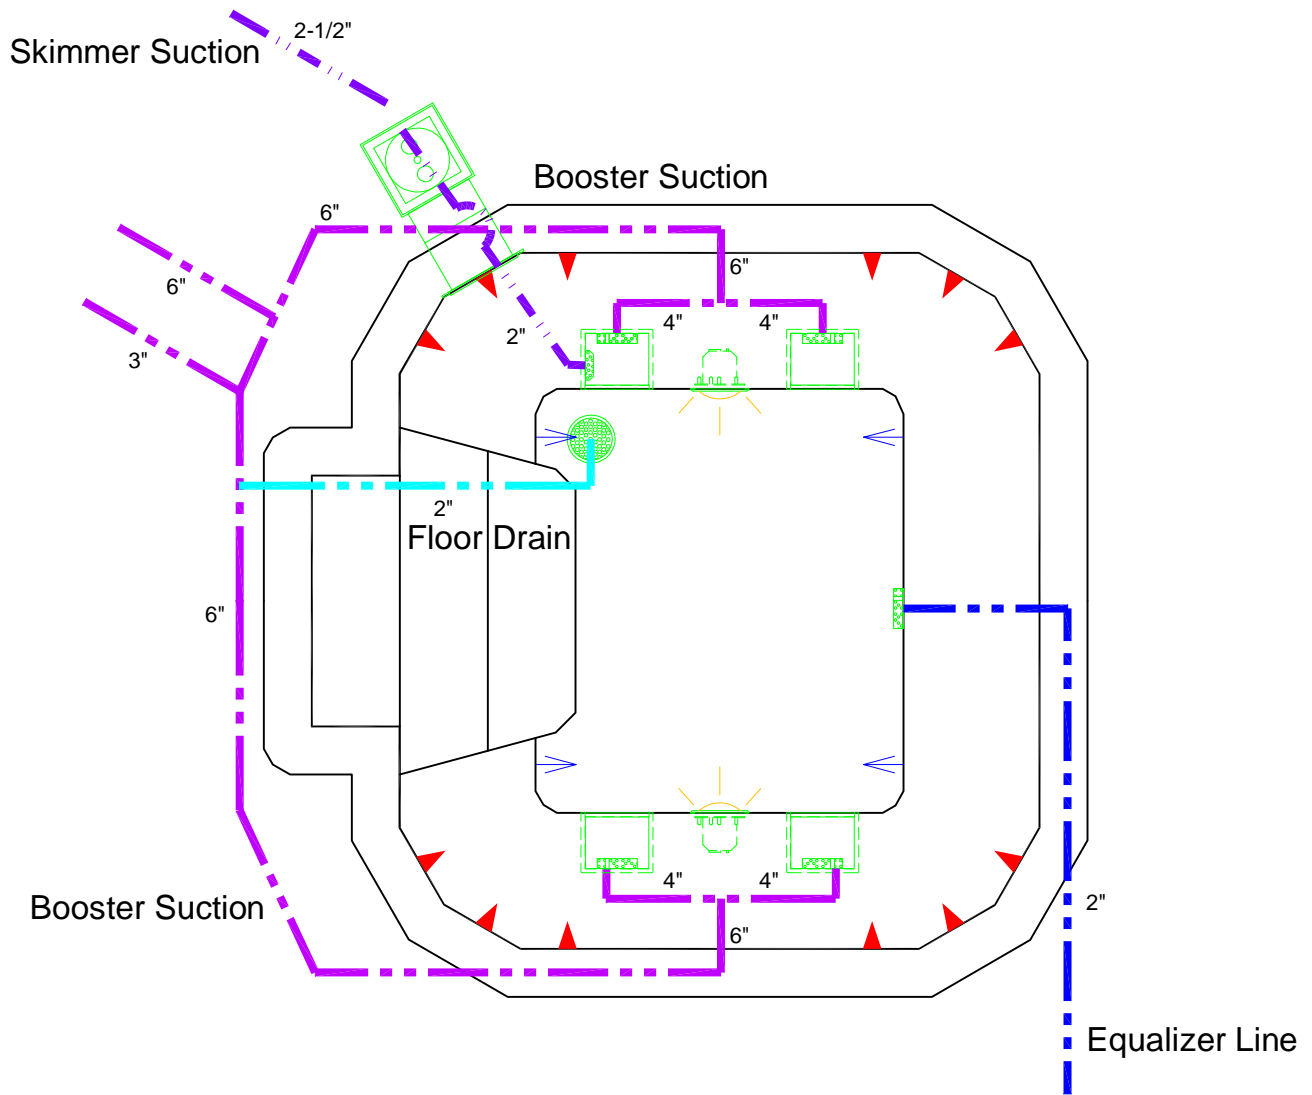 2-1/2"
Skimmer Suction
Booster Suction
6"
6"
6"
4"
4"
2"
3"
2"
Floor Drain
6"
4"
4"
2"
Booster Suction
6"
Equalizer Line